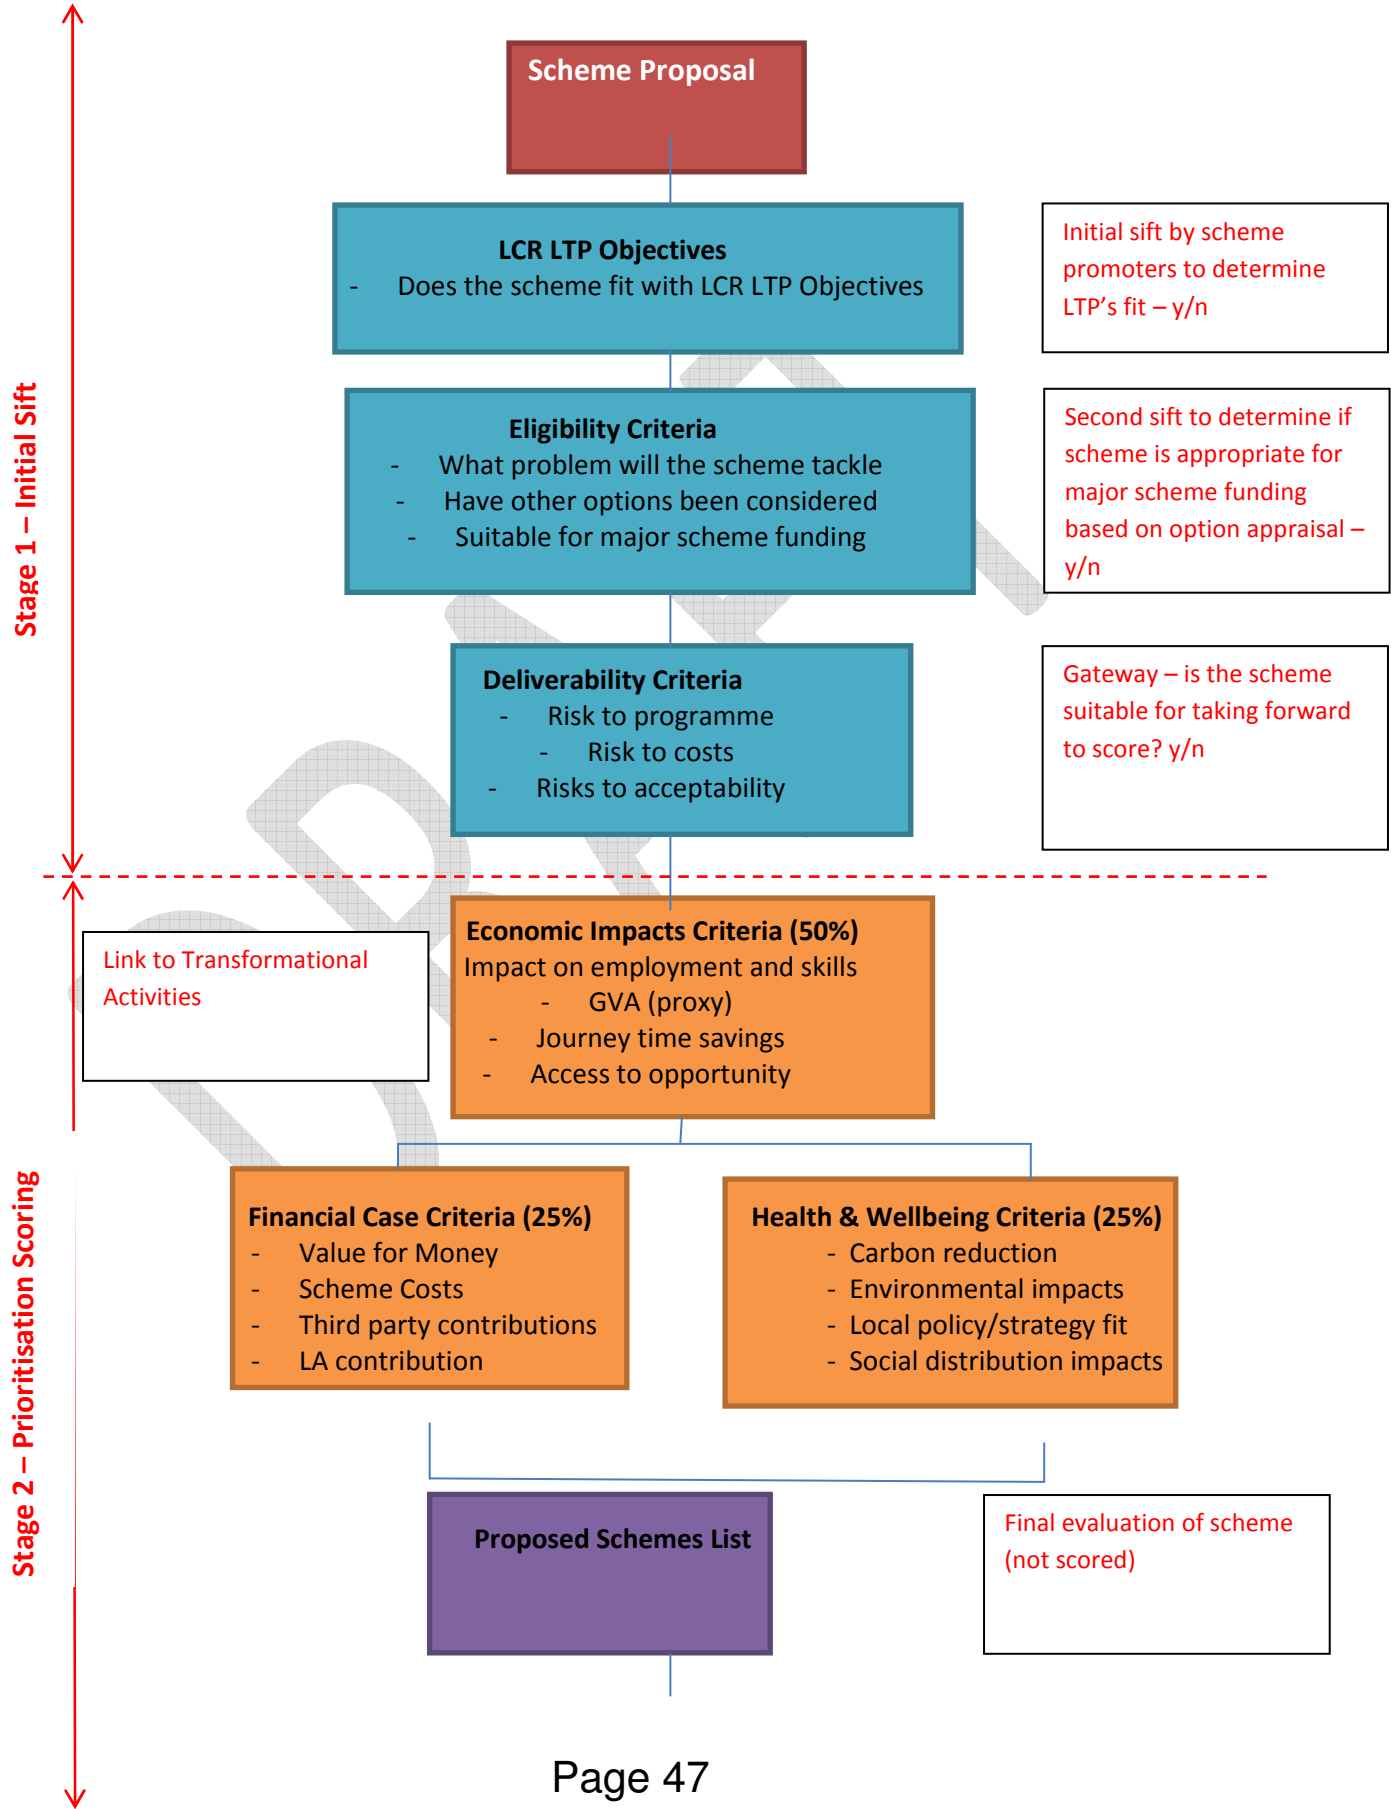 Scheme Proposal
LCR LTP Objectives
- Does the scheme fit with LCR LTP Objectives
Initial sift by scheme
promoters to determine
LTP’s fit – y/n
Stage 1 – Initial Sift
Eligibility Criteria
- What problem will the scheme tackle
- Have other options been considered
- Suitable for major scheme funding
Second sift to determine if
scheme is appropriate for
major scheme funding
based on option appraisal –
y/n
Deliverability Criteria
- Risk to programme
- Risk to costs
- Risks to acceptability
Gateway – is the scheme
suitable for taking forward
to score? y/n
DRAFT
Link to Transformational
Activities
Economic Impacts Criteria (50%)
Impact on employment and skills
- GVA (proxy)
- Journey time savings
- Access to opportunity
Stage 2 – Prioritisation Scoring
Financial Case Criteria (25%)
- Value for Money
- Scheme Costs
- Third party contributions
- LA contribution
Health & Wellbeing Criteria (25%)
- Carbon reduction
- Environmental impacts
- Local policy/strategy fit
- Social distribution impacts
Proposed Schemes List
Final evaluation of scheme
(not scored)
Page 47